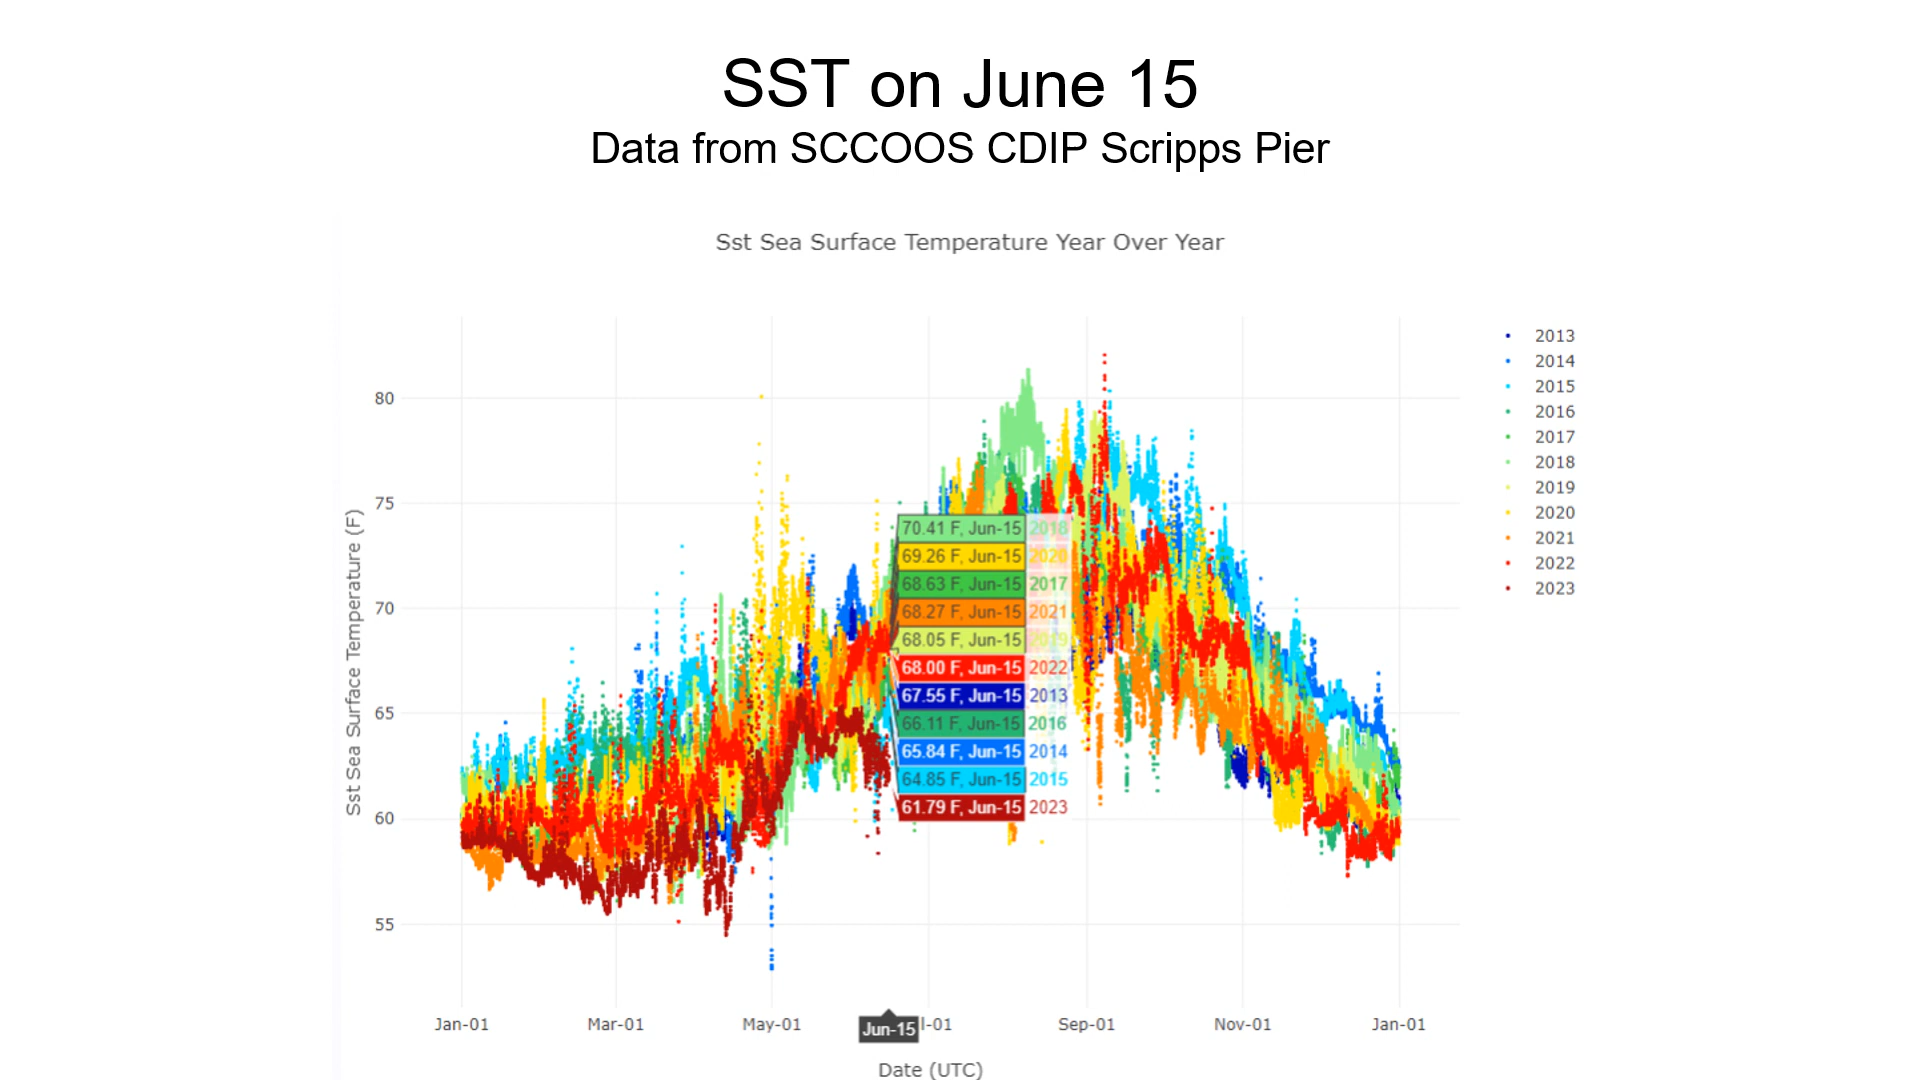 SST on June 15
Data from SCCOOS CDIP Scripps Pier
Sst Sea Surface Temperature Year Over Year
Sst Sea Surface Temperature (F)
80
75
70
65
60
55
70.41 F, Jun-15 2018
69.26 F, Jun-15 2020
68.63 F, Jun-15 2017
68.27 F, Jun-15 2021
68.05 F, Jun-15 2019
68.00 F, Jun-15 2022
67.55 F, Jun-15 2013
66.11 F, Jun-15 2016
65.84 F, Jun-15 2014
64.85 F, Jun-15 2015
61.79 F, Jun-15 2023
2013
2014
2015
2016
2017
2018
2019
2020
2021
2022
2023
Jan-01 Mar-01 May-01 Jun-15 l-01 Sep-01 Nov-01 Jan-01
Date (UTC)